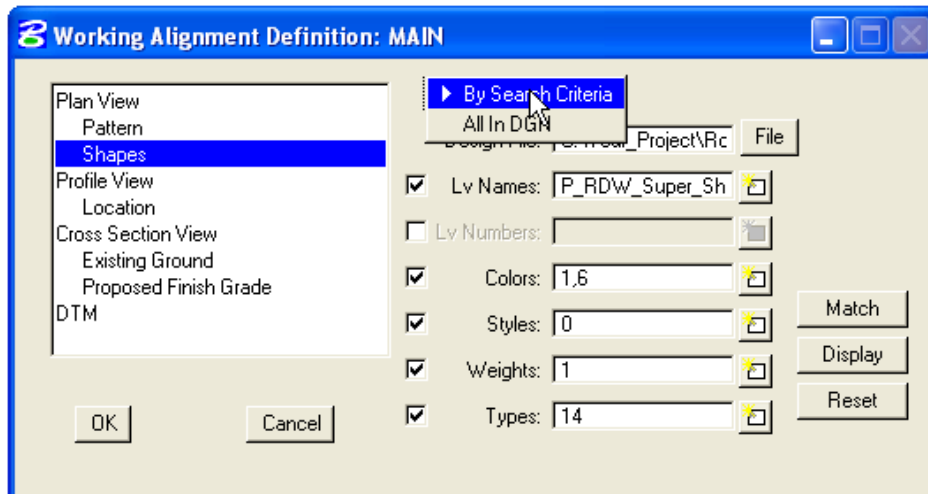 Working Alignment Definition: MAIN
Plan View
Pattern
Shapes
Profile View
Location
Cross Section View
Existing Ground
Proposed Finish Grade
DTM
By Search Criteria
All In DGN
File
Lv Names: P_RDW_Super_Sh
Lv Numbers:
Colors: 1,6
Styles: 0
Weights: 1
Types: 14
Match
Display
Reset
OK
Cancel